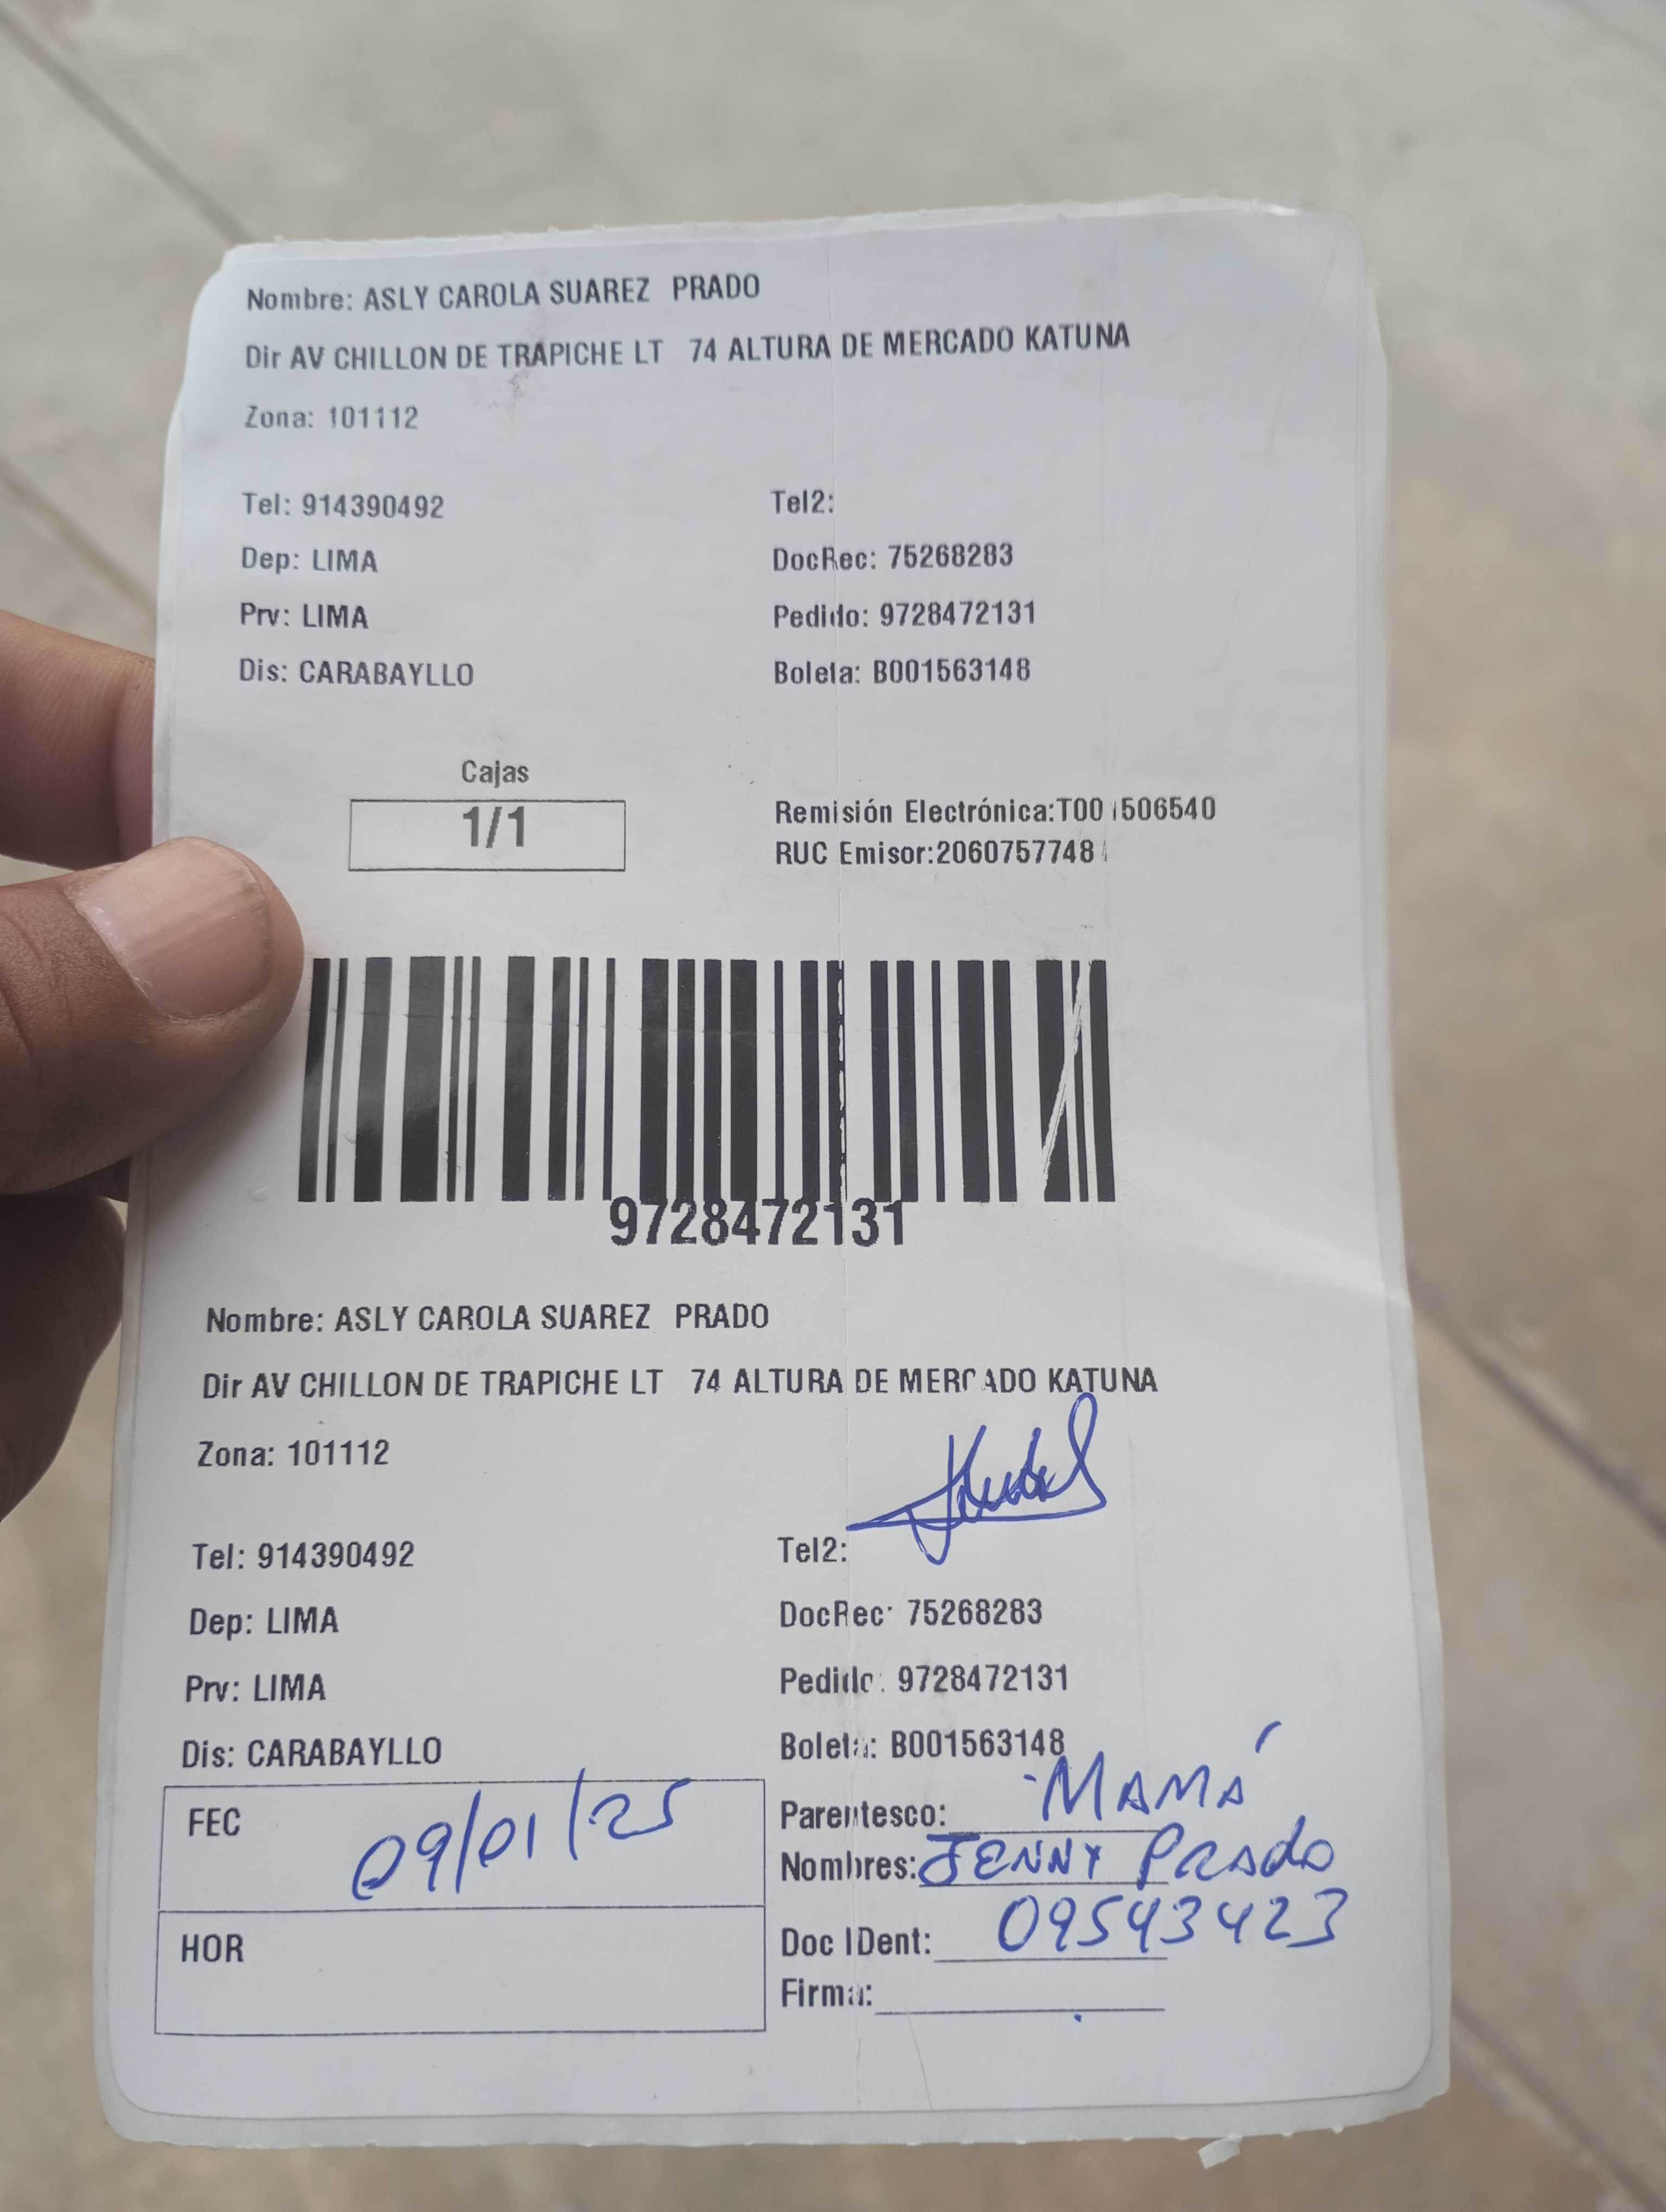 Nombre: ASLY CAROLA SUAREZ PRADO
Dir AV CHILLON DE TRAPICHE LT 74 ALTURA DE MERCADO KATUNA
Zona: 101112
Tel: 914390492 Tel2:
Dep: LIMA DocRec: 75268283
Prv: LIMA Pedido: 9728472131
Dis: CARABAYLLO Boleta: B001563148
Cajas
1/1
Remisión Electrónica:T001506540
RUC Emisor:2060757748
9728472131
Nombre: ASLY CAROLA SUAREZ PRADO
Dir AV CHILLON DE TRAPICHE LT 74 ALTURA DE MERCADO KATUNA
Zona: 101112
Tel: 914390492 Tel2:
Dep: LIMA DocRec: 75268283
Prv: LIMA Pedido: 9728472131
Dis: CARABAYLLO Boleta: B001563148
FEC 09/01/25
HOR
Parentesco: MAMÁ
Nombres: JENNY Prado
Doc IDent: 09543423
Firma: